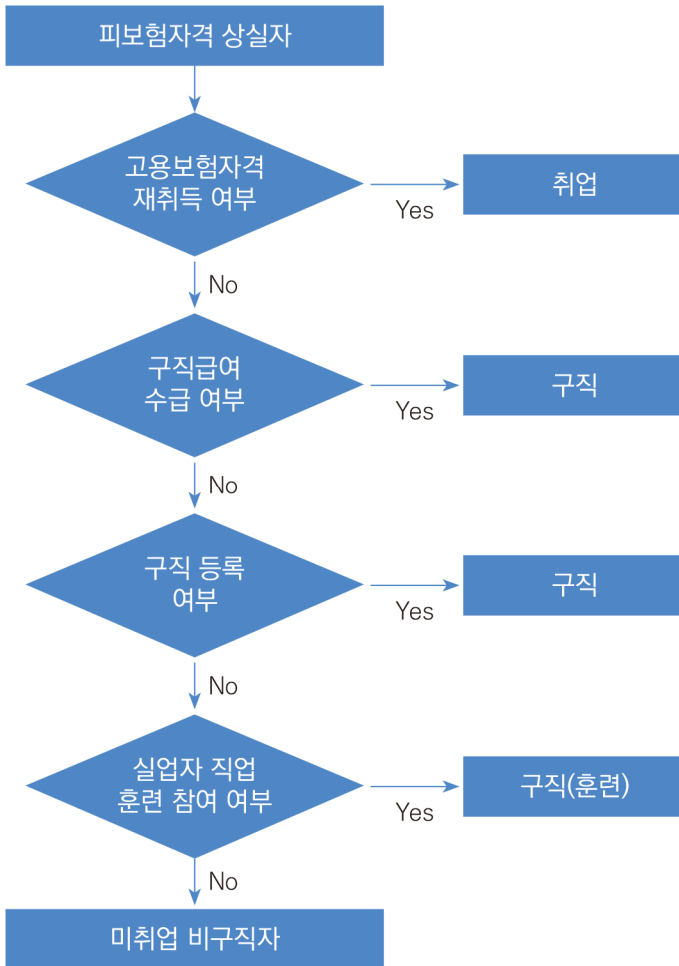 피보험자격 상실자
고용보험자격
재취득 여부
Yes
취업
No
구직급여
수급 여부
Yes
구직
No
구직 등록
여부
Yes
구직
No
실업자 직업
훈련 참여 여부
Yes
구직(훈련)
No
미취업 비구직자